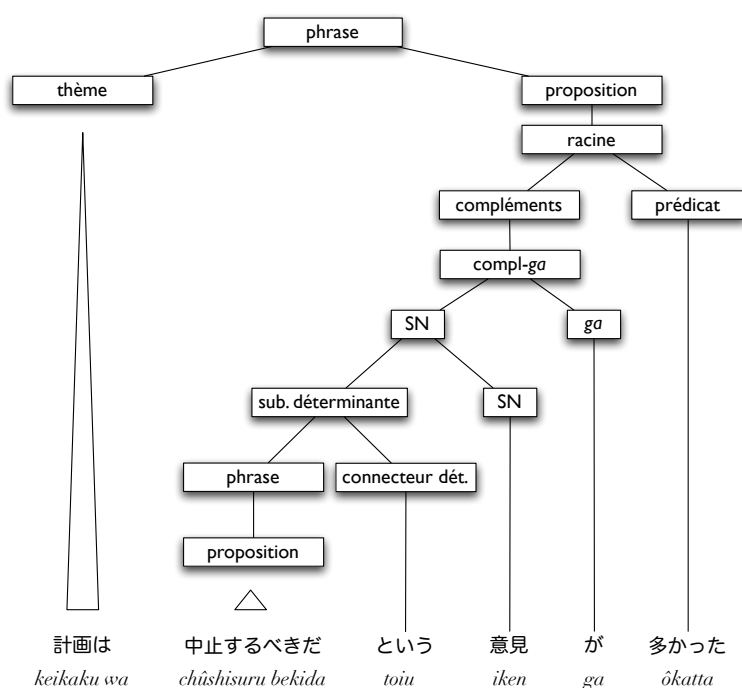 phrase
thème proposition
racine
compléments prédicat
compl-ga
SN ga
sub. déterminante SN
phrase connecteur dét.
proposition
計画は 中止するべきだ という 意見 が 多かった
keikaku wa chûshisuru bekida toiu iken ga ôkatta